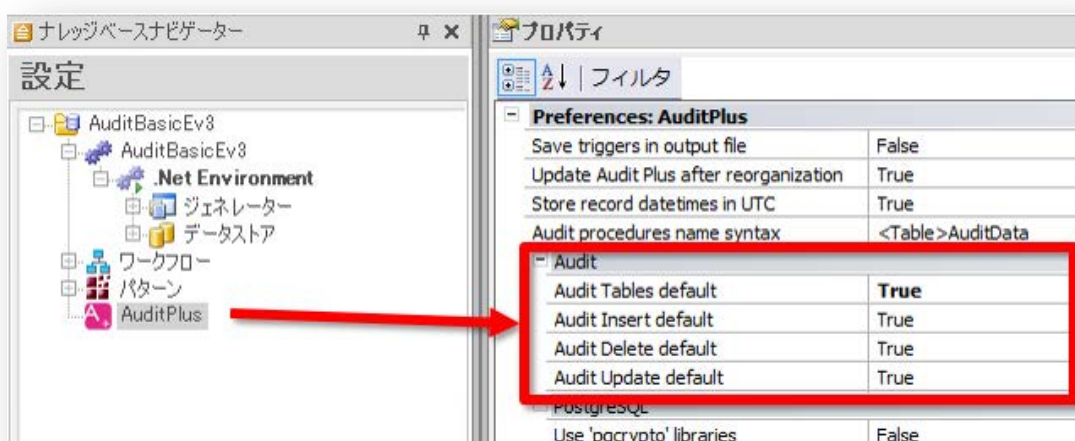 ナレッジベースナビゲーター
設定
AuditBasicEv3
AuditBasicEv3
.Net Environment
ジェネレーター
データストア
ワークフロー
パターン
AuditPlus
プロパティ
フィルタ
Preferences: AuditPlus
Save triggers in output file False
Update Audit Plus after reorganization True
Store record datetimes in UTC True
Audit procedures name syntax <Table>AuditData
Audit
Audit Tables default True
Audit Insert default True
Audit Delete default True
Audit Update default True
PostgreSQL
Use 'pgcrypto' libraries False